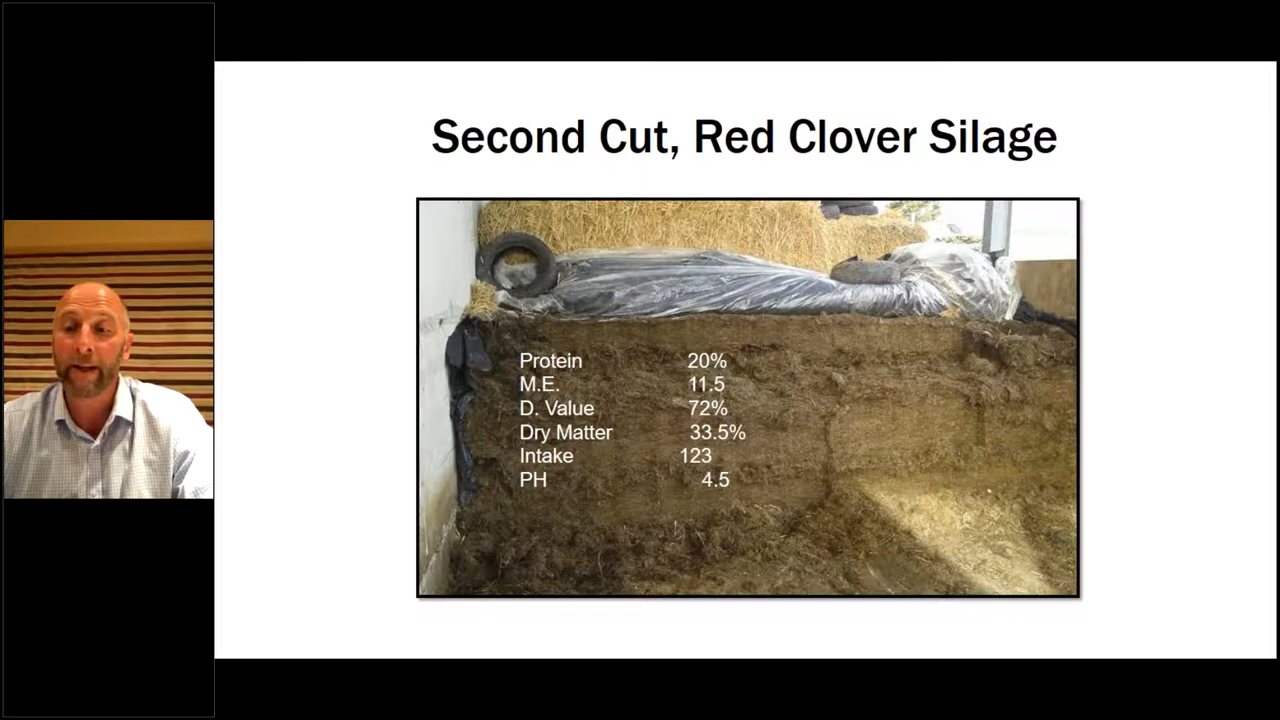 Second Cut, Red Clover Silage
Protein 20%
M.E. 11.5
D. Value 72%
Dry Matter 33.5%
Intake 123
PH 4.5